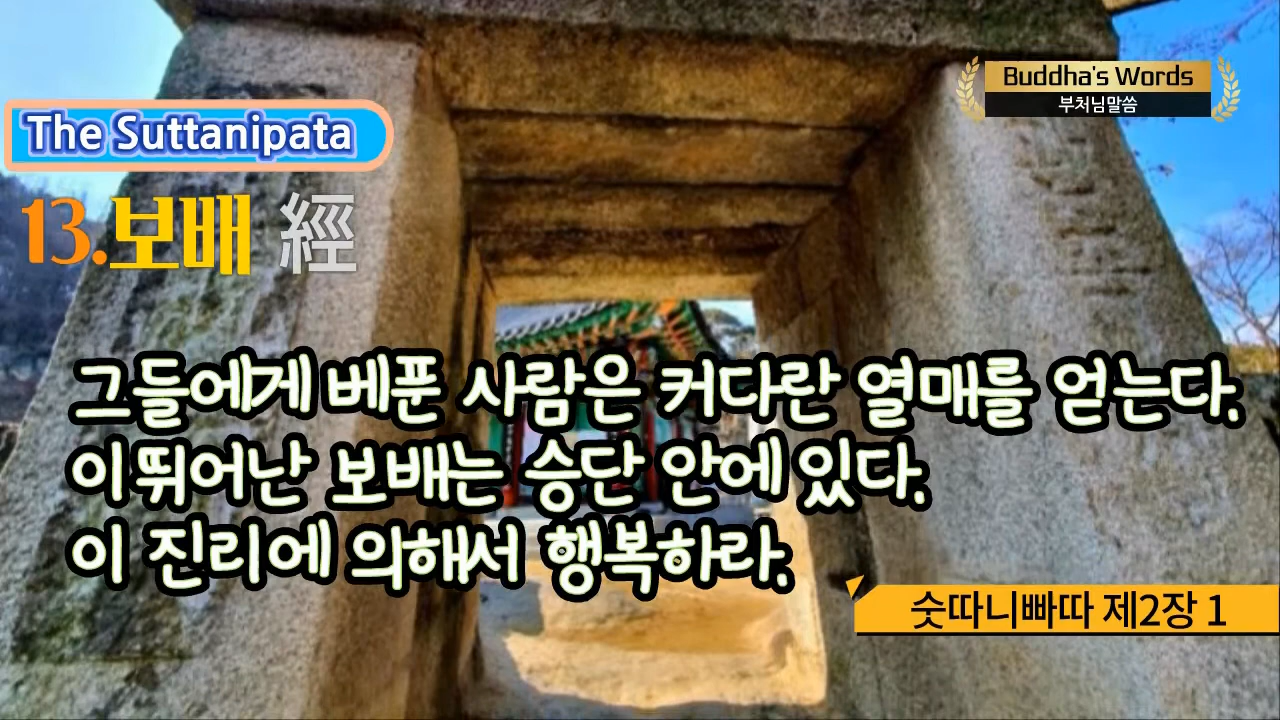 The Suttanipata
Buddha's Words
부처님말씀
13.보배 經
그들에게 베푼 사람은 커다란 열매를 얻는다.
이뛰어난 보배는 승단 안에 있다.
이 진리에 의해서 행복하라.
숫따니빠따 제2장 1